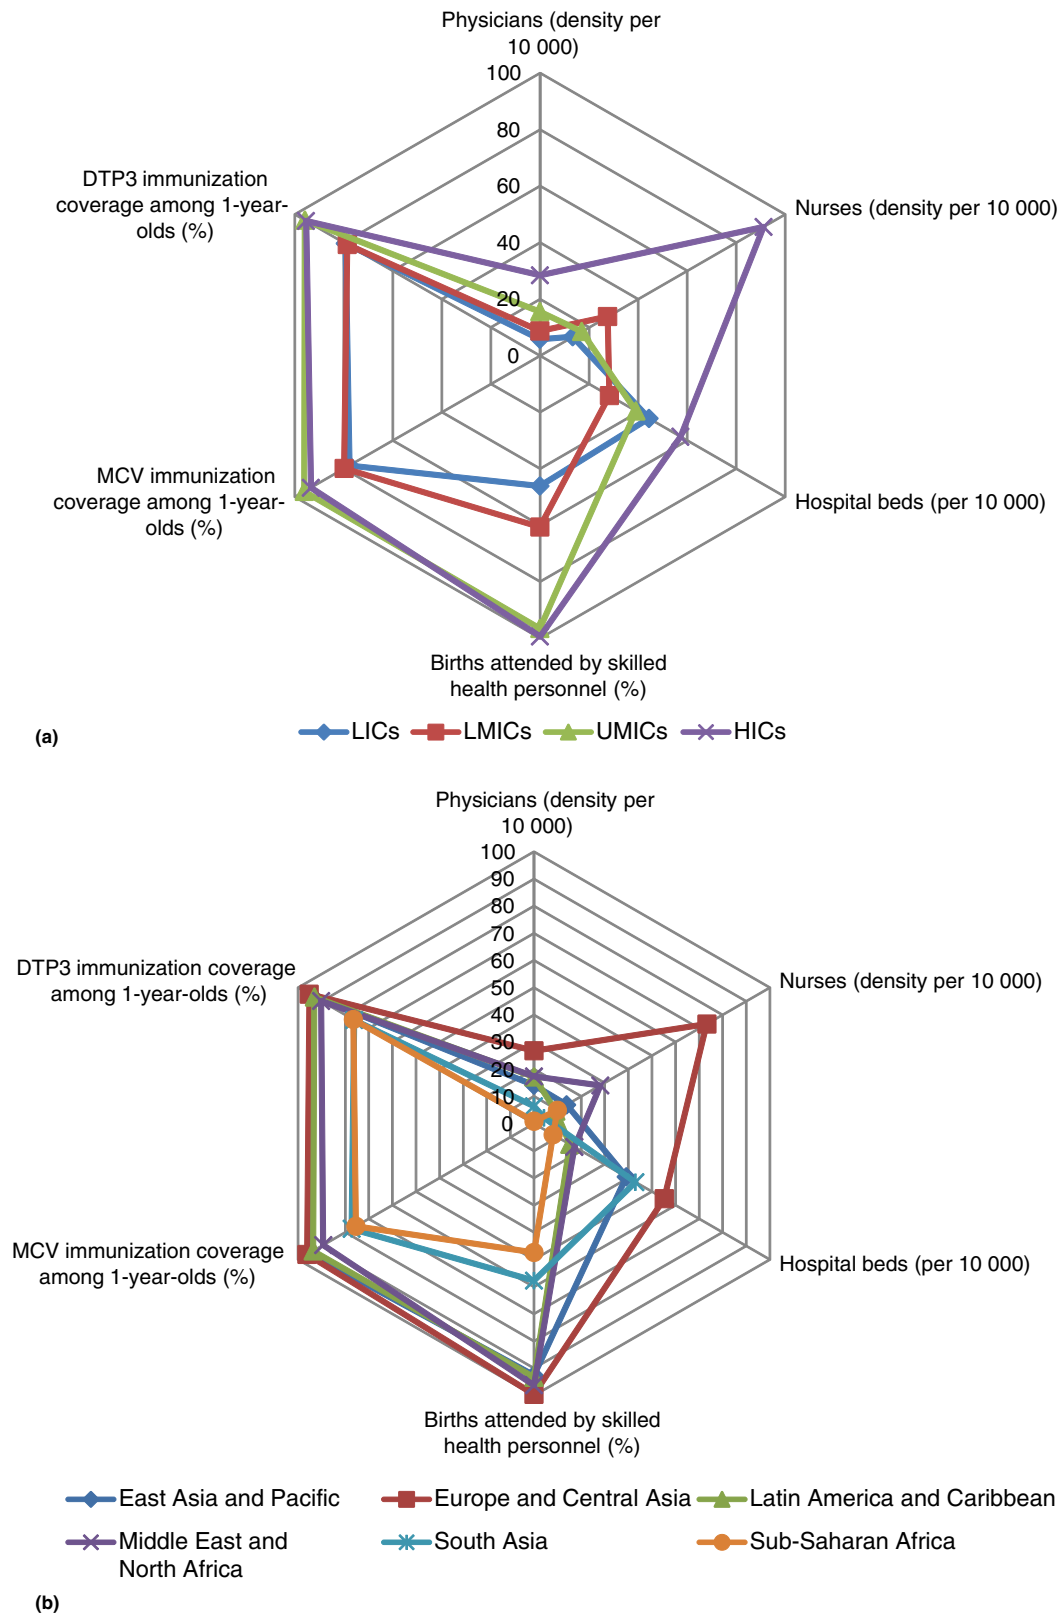 Physicians (density per
10 000)
100
80
60
40
20
0
DTP3 immunization
coverage among 1-year-
olds (%)
Nurses (density per 10 000)
MCV immunization
coverage among 1-year-
olds (%)
Hospital beds (per 10 000)
Births attended by skilled
health personnel (%)
(a)
LICs LMICs UMICs HICs
Physicians (density per
10 000)
100
90
80
70
60
50
40
30
20
10
0
DTP3 immunization coverage
among 1-year-olds (%)
Nurses (density per 10 000)
MCV immunization coverage
among 1-year-olds (%)
Hospital beds (per 10 000)
Births attended by skilled
health personnel (%)
East Asia and Pacific Europe and Central Asia Latin America and Caribbean
Middle East and
North Africa
South Asia
Sub-Saharan Africa
(b)